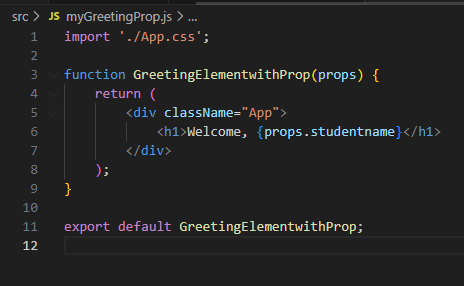 src > JS myGreetingProp.js > ...
1 import './App.css';
2
3 function GreetingElementwithProp(props) {
4     return (
5         <div className="App">
6             <h1>Welcome, {props.studentname}</h1>
7         </div>
8     );
9 }
10
11 export default GreetingElementwithProp;
12